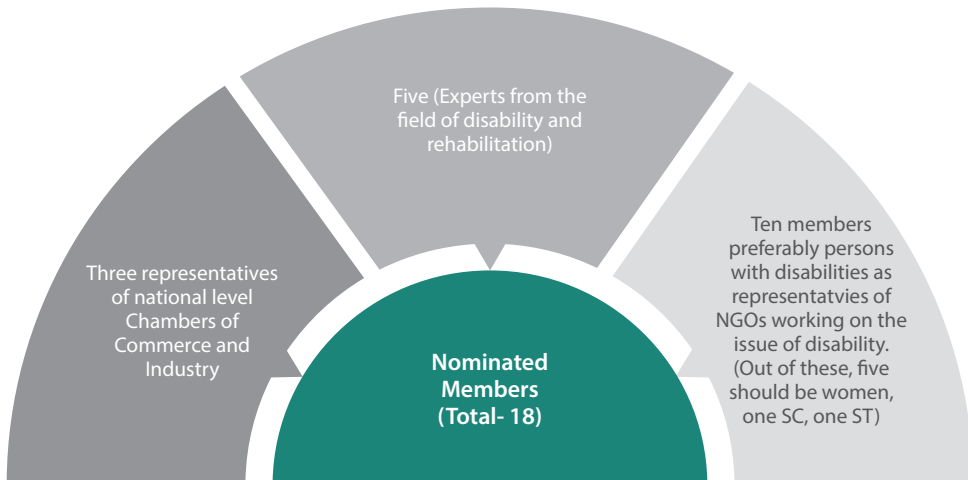 Three representatives
of national level
Chambers of
Commerce and
Industry
Five (Experts from the
field of disability and
rehabilitation)
Ten members
preferably persons
with disabilities as
representatvies of
NGOs working on the
issue of disability.
(Out of these, five
should be women,
one SC, one ST)
Nominated
Members
(Total- 18)